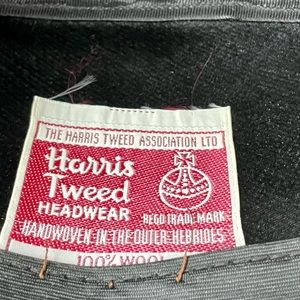 THE HARRIS TWEED ASSOCIATION LTD
Harris
Tweed
HEADWEAR
REGD TRADE MARK
HANDWOVEN IN THE OUTER HEBRIDES
100% WOOL